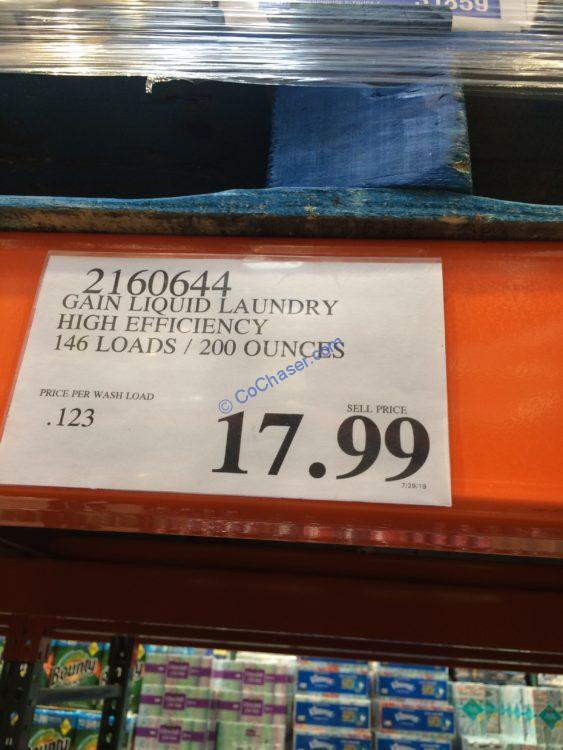 31859
2160644
GAIN LIQUID LAUNDRY
HIGH EFFICIENCY
146 LOADS / 200 OUNCES
© CoChaser.com
PRICE PER WASH LOAD
.123
SELL PRICE
17.99
7/29/19
Bounty